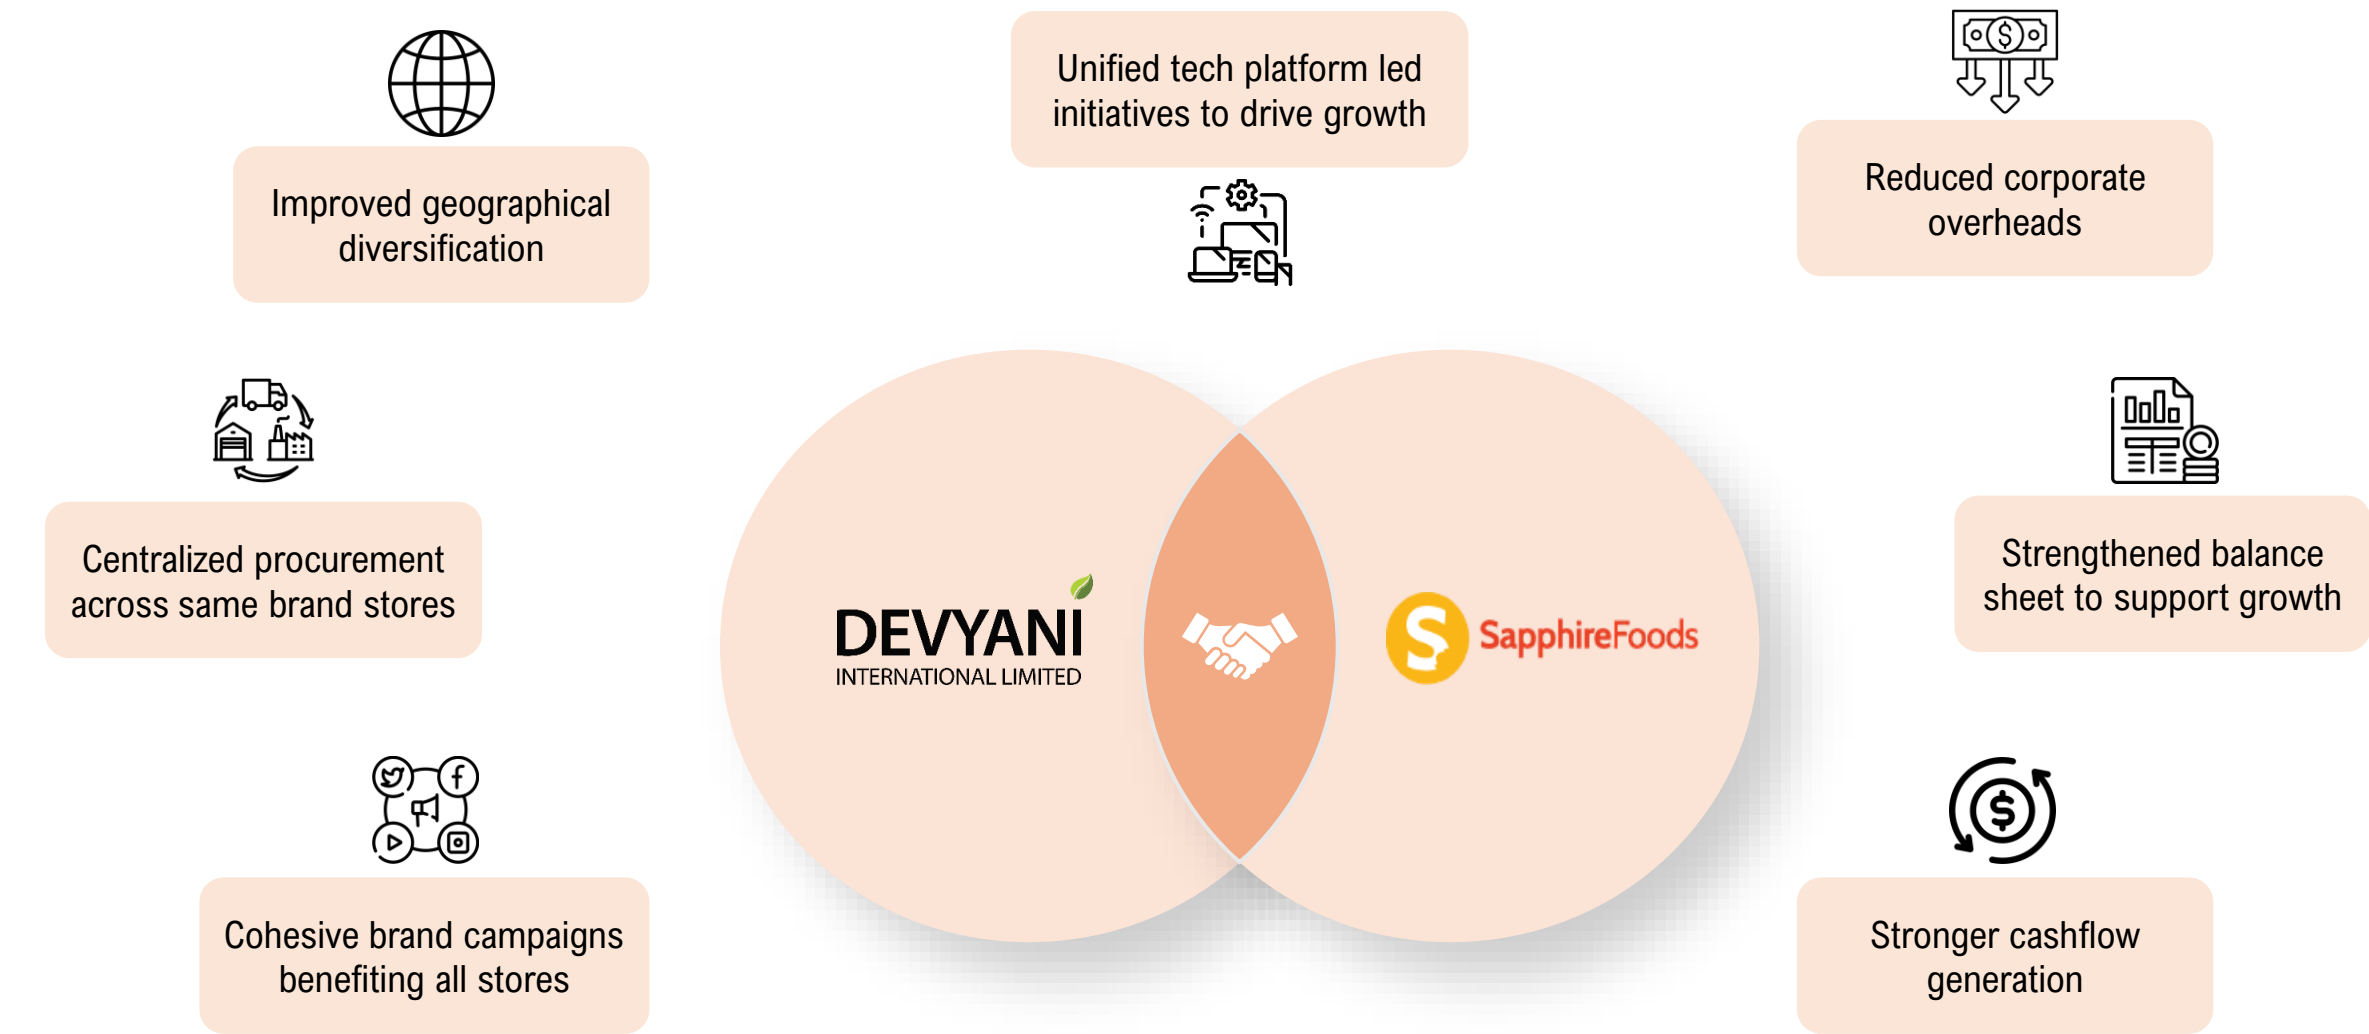 Unified tech platform led
initiatives to drive growth
Improved geographical
diversification
Reduced corporate
overheads
Centralized procurement
across same brand stores
Strengthened balance
sheet to support growth
DEVYANI
INTERNATIONAL LIMITED
SapphireFoods
Cohesive brand campaigns
benefiting all stores
Stronger cashflow
generation